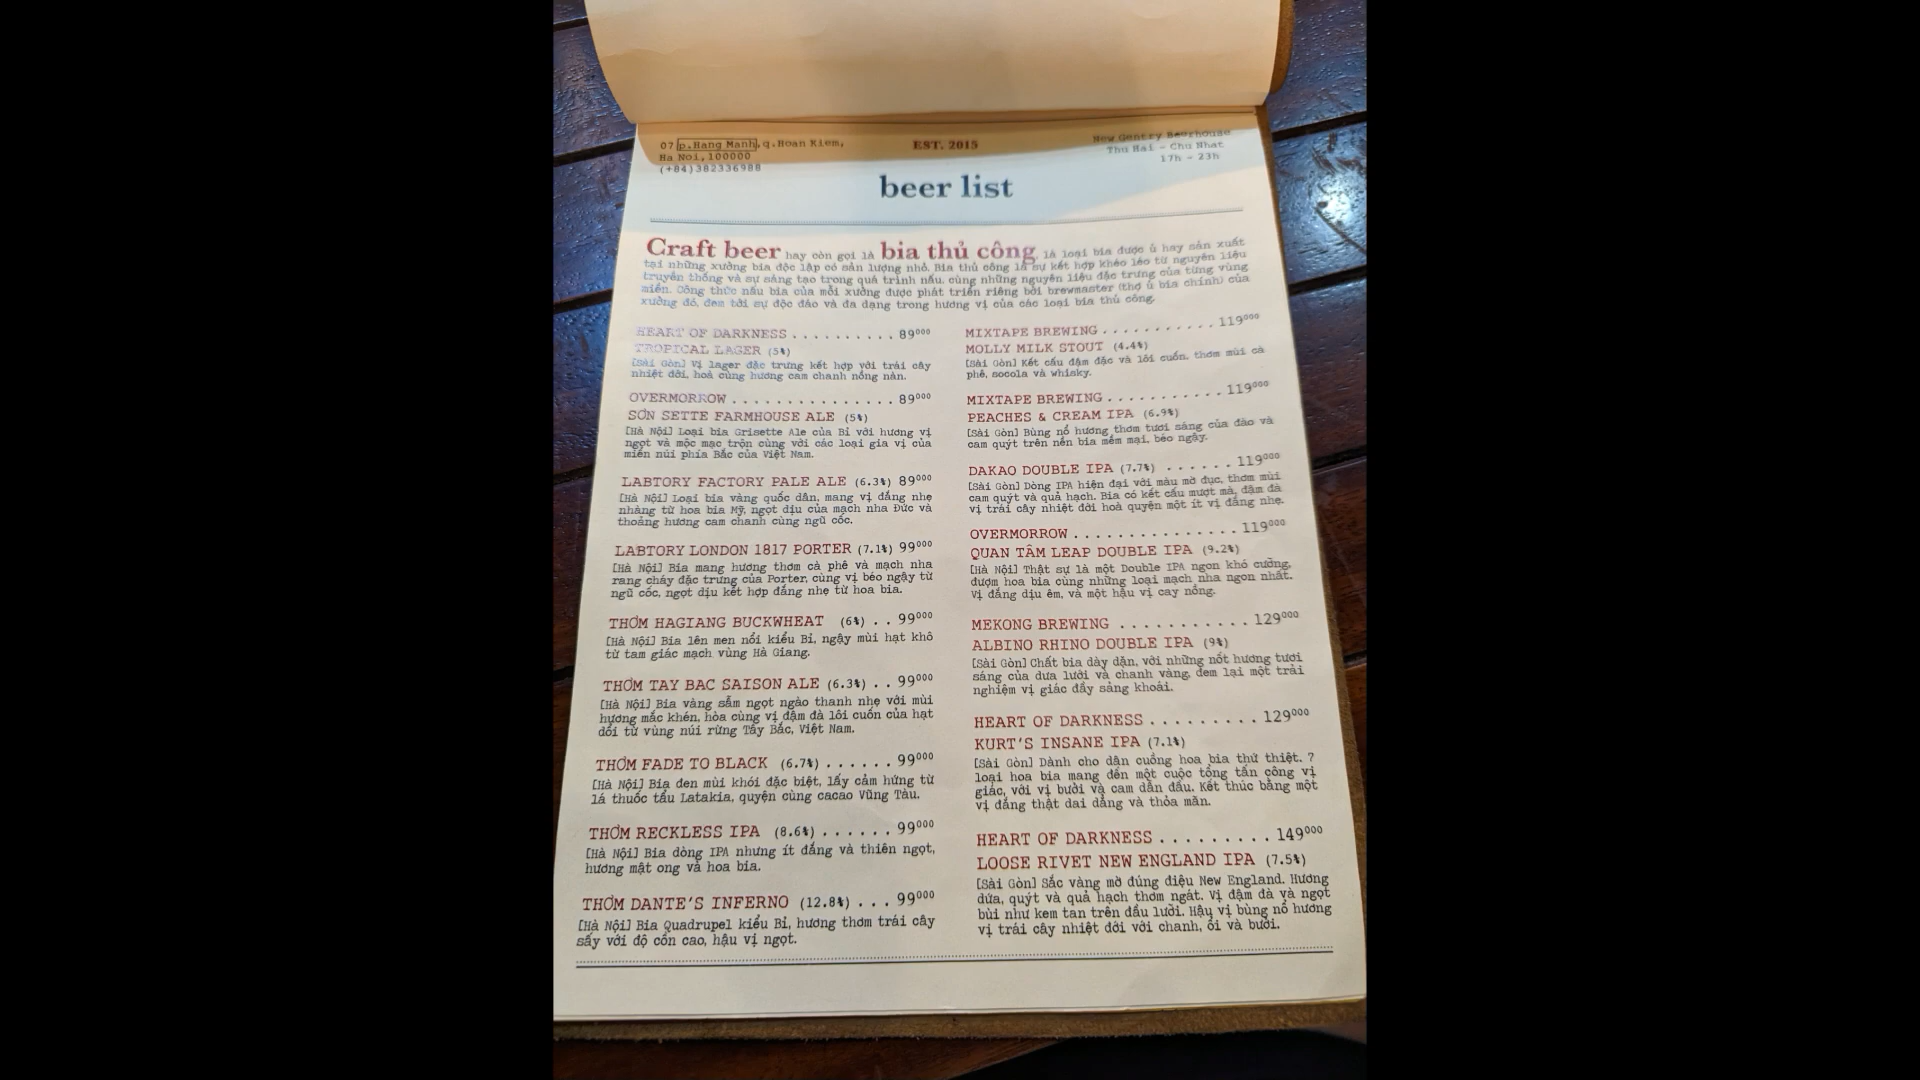 07 p.Hang Manh, q.Hoan Kiem,
Ha Noi, 100000
(+84)382336988
EST. 2015
New Gentry Beerhouse
Thu Hai - Chu Nhat
17h - 23h
beer list
Craft beer hay còn gọi là bia thủ công, là loại bia được ủ hay sản xuất
tại những xưởng bia độc lập có sản lượng nhỏ. Bia thủ công là sự kết hợp khéo léo từ nguyên liệu
truyền thống và sự sáng tạo trong quá trình nấu, cùng những nguyên liệu đặc trưng của từng vùng
miền. Công thức nấu bia của mỗi xưởng được phát triển riêng bởi brewmaster (thợ ủ bia chính) của
xưởng đó, đem tới sự độc đáo và đa dạng trong hương vị của các loại bia thủ công.
HEART OF DARKNESS . . . . . . . . . . 89000
TROPICAL LAGER (5%)
[Sài Gòn] Vị lager đặc trưng kết hợp với trái cây
nhiệt đới, hoà cùng hương cam chanh nồng nàn.
OVERMORROW . . . . . . . . . . . . . . . 89000
SƠN SETTE FARMHOUSE ALE (5%)
[Hà Nội] Loại bia Grisette Ale của Bỉ với hương vị
ngọt và mộc mạc trộn cùng với các loại gia vị của
miền núi phía Bắc của Việt Nam.
LABTORY FACTORY PALE ALE (6.3%) 89000
[Hà Nội] Loại bia vàng quốc dân, mang vị đắng nhẹ
nhàng từ hoa bia Mỹ, ngọt dịu của mạch nha Đức và
thoảng hương cam chanh cùng ngũ cốc.
LABTORY LONDON 1817 PORTER (7.1%) 99000
[Hà Nội] Bia mang hương thơm cà phê và mạch nha
rang cháy đặc trưng của Porter, cùng vị béo ngậy từ
ngũ cốc, ngọt dịu kết hợp đắng nhẹ từ hoa bia.
THƠM HAGIANG BUCKWHEAT (6%) . . 99000
[Hà Nội] Bia lên men nổi kiểu Bỉ, ngậy mùi hạt khô
từ tam giác mạch vùng Hà Giang.
THƠM TAY BAC SAISON ALE (6.3%) . . 99000
[Hà Nội] Bia vàng sẫm ngọt ngào thanh nhẹ với mùi
hương mắc khén, hòa cùng vị đậm đà lôi cuốn của hạt
dổi từ vùng núi rừng Tây Bắc, Việt Nam.
THƠM FADE TO BLACK (6.7%) . . . . . . 99000
[Hà Nội] Bia đen mùi khói đặc biệt, lấy cảm hứng từ
lá thuốc tẩu Latakia, quyện cùng cacao Vũng Tàu.
THƠM RECKLESS IPA (8.6%) . . . . . . 99000
[Hà Nội] Bia dòng IPA nhưng ít đắng và thiên ngọt,
hương mật ong và hoa bia.
THƠM DANTE'S INFERNO (12.8%) . . . 99000
[Hà Nội] Bia Quadrupel kiểu Bỉ, hương thơm trái cây
sấy với độ cồn cao, hậu vị ngọt.
MIXTAPE BREWING . . . . . . . . . . . 119000
MOLLY MILK STOUT (4.4%)
[Sài Gòn] Kết cấu đậm đặc và lôi cuốn, thơm mùi cà
phê, socola và whisky.
MIXTAPE BREWING . . . . . . . . . . . 119000
PEACHES & CREAM IPA (6.9%)
[Sài Gòn] Bùng nổ hương thơm tươi sáng của đào và
cam quýt trên nền bia mềm mại, béo ngậy.
DAKAO DOUBLE IPA (7.7%) . . . . . . 119000
[Sài Gòn] Dòng IPA hiện đại với màu mờ đục, thơm mùi
cam quýt và quả hạch. Bia có kết cấu mượt mà, đậm đà
vị trái cây nhiệt đới hoà quyện một ít vị đắng nhẹ.
OVERMORROW . . . . . . . . . . . . . . . 119000
QUAN TÂM LEAP DOUBLE IPA (9.2%)
[Hà Nội] Thật sự là một Double IPA ngon khó cưỡng,
đượm hoa bia cùng những loại mạch nha ngon nhất.
Vị đắng dịu êm, và một hậu vị cay nồng.
MEKONG BREWING . . . . . . . . . . . 129000
ALBINO RHINO DOUBLE IPA (9%)
[Sài Gòn] Chất bia dày dặn, với những nốt hương tươi
sáng của dưa lưới và chanh vàng, đem lại một trải
nghiệm vị giác đầy sảng khoái.
HEART OF DARKNESS . . . . . . . . . 129000
KURT'S INSANE IPA (7.1%)
[Sài Gòn] Dành cho dân cuồng hoa bia thứ thiệt. 7
loại hoa bia mang đến một cuộc tổng tấn công vị
giác, với vị bưởi và cam dẫn đầu. Kết thúc bằng một
vị đắng thật dai dẳng và thỏa mãn.
HEART OF DARKNESS . . . . . . . . . 149000
LOOSE RIVET NEW ENGLAND IPA (7.5%)
[Sài Gòn] Sắc vàng mờ đúng điệu New England. Hương
dứa, quýt và quả hạch thơm ngát. Vị đậm đà và ngọt
bùi như kem tan trên đầu lưỡi. Hậu vị bùng nổ hương
vị trái cây nhiệt đới với chanh, ổi và bưởi.